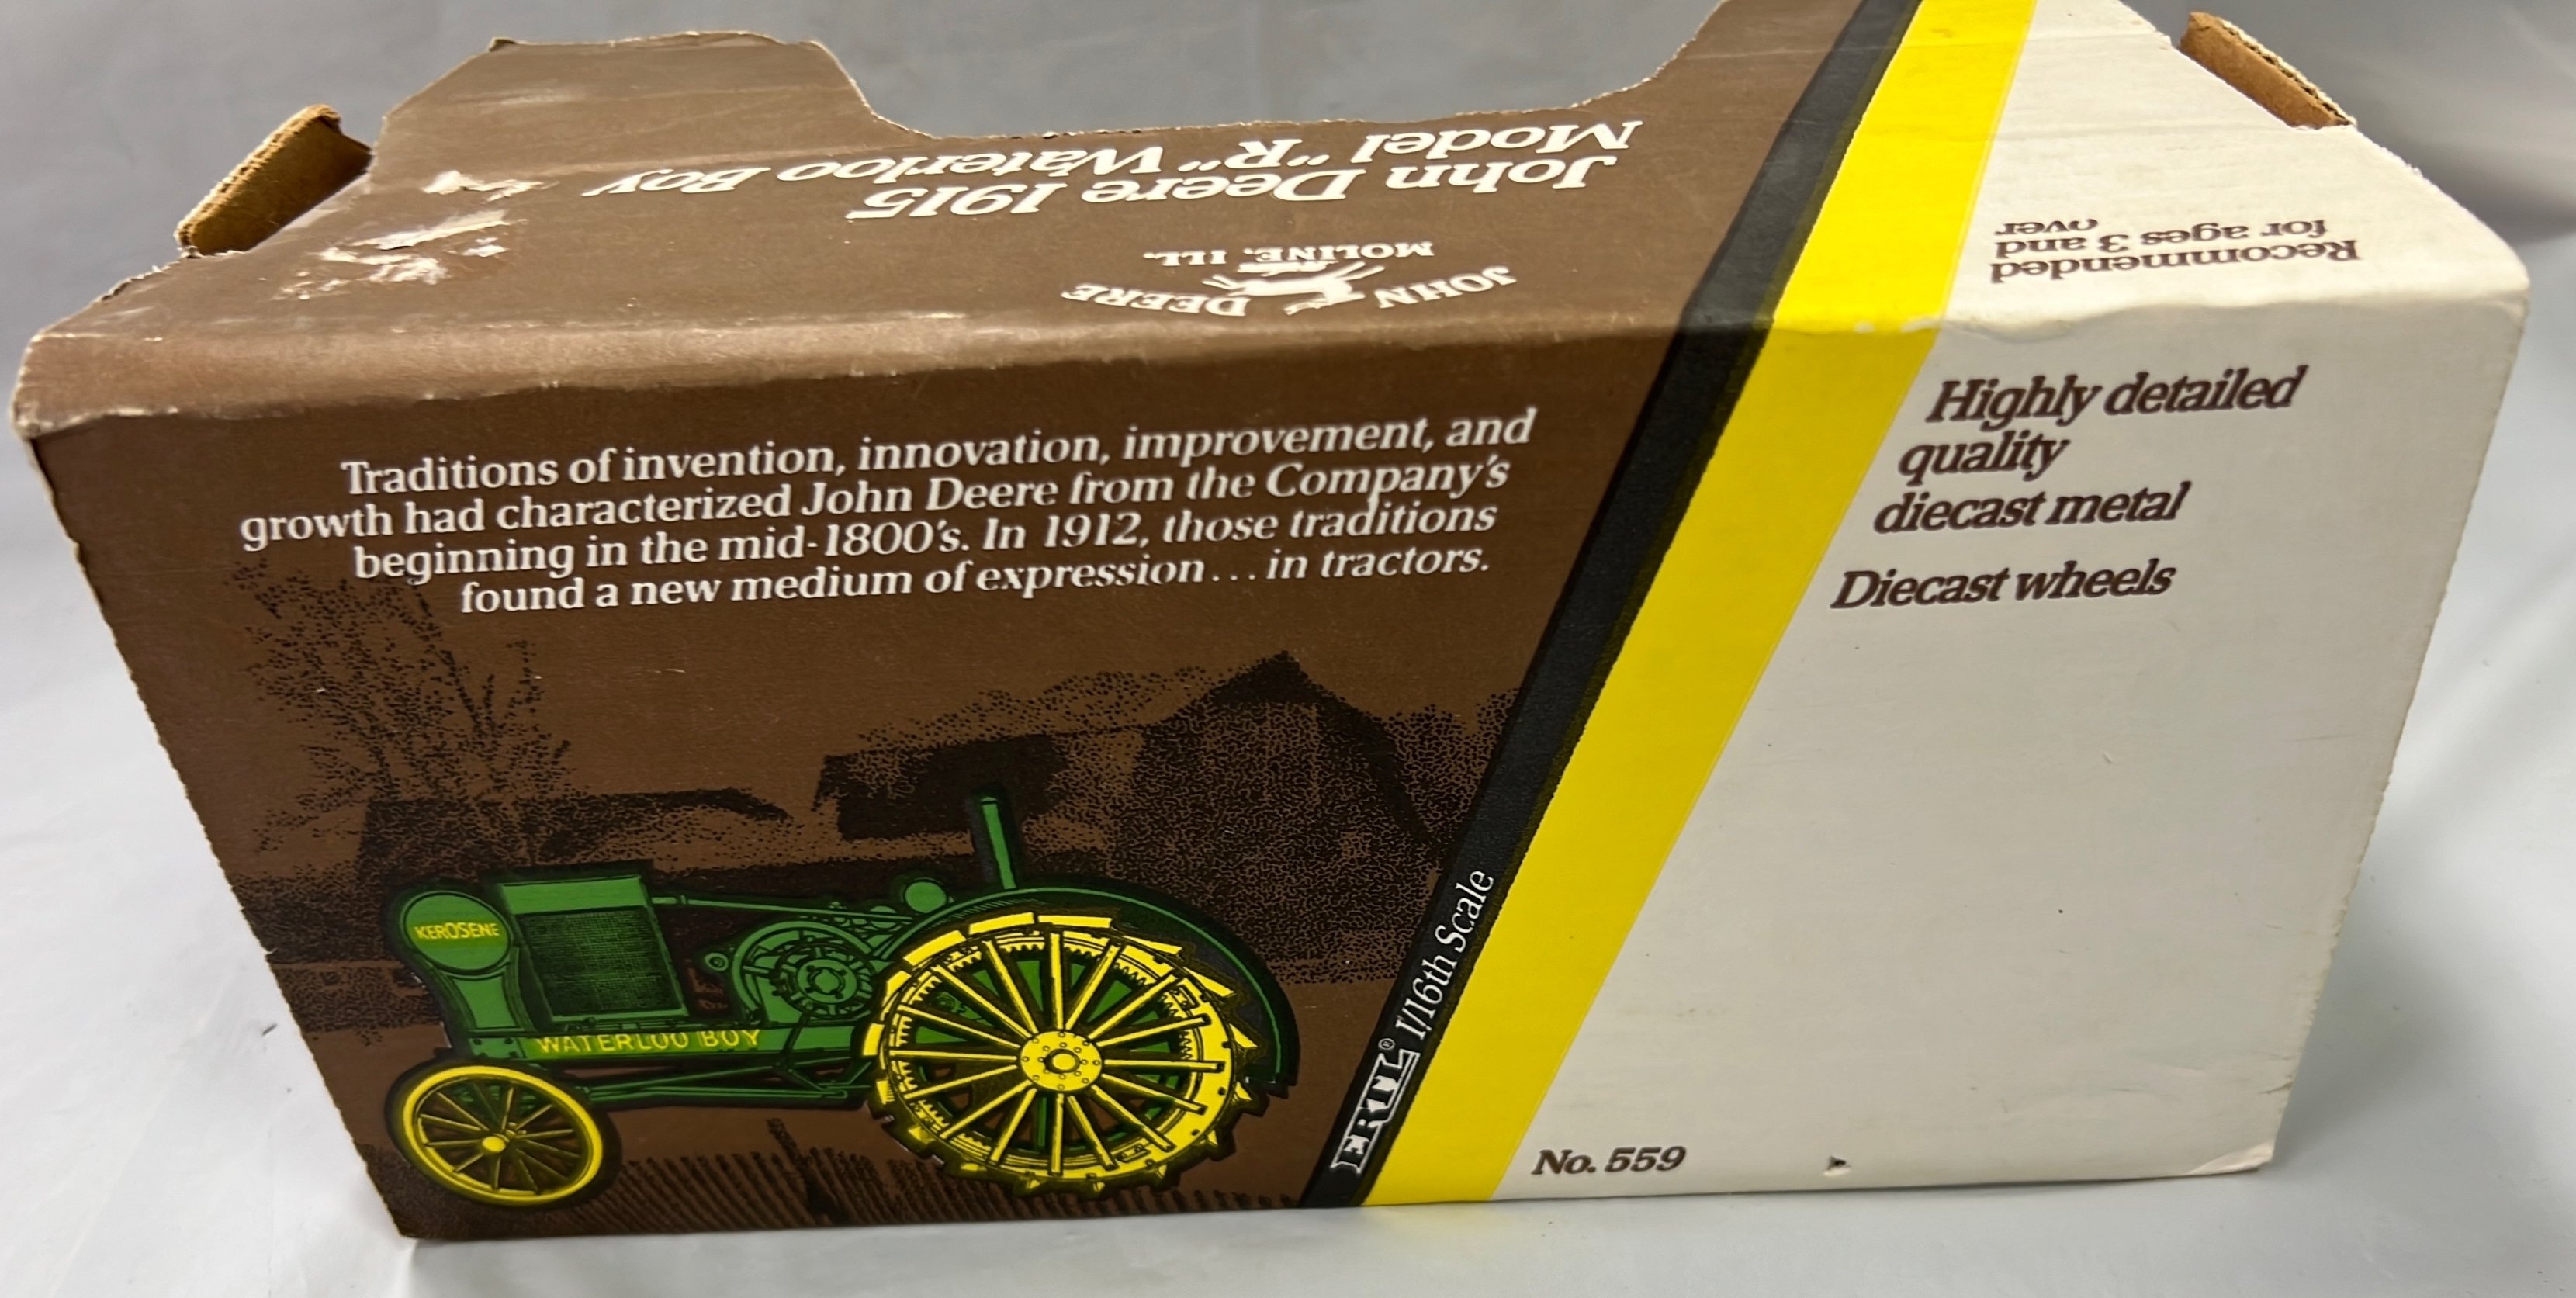 John Deere 1915
Model "R" Waterloo Boy
JOHN DEERE
MOLINE, ILL.
Recommended
for ages 3 and
over
Traditions of invention, innovation, improvement, and
growth had characterized John Deere from the Company's
beginning in the mid-1800's. In 1912, those traditions
found a new medium of expression...in tractors.
Highly detailed
quality
diecast metal
Diecast wheels
KEROSENE
WATERLOO BOY
ERTL® 1/16th Scale
No. 559